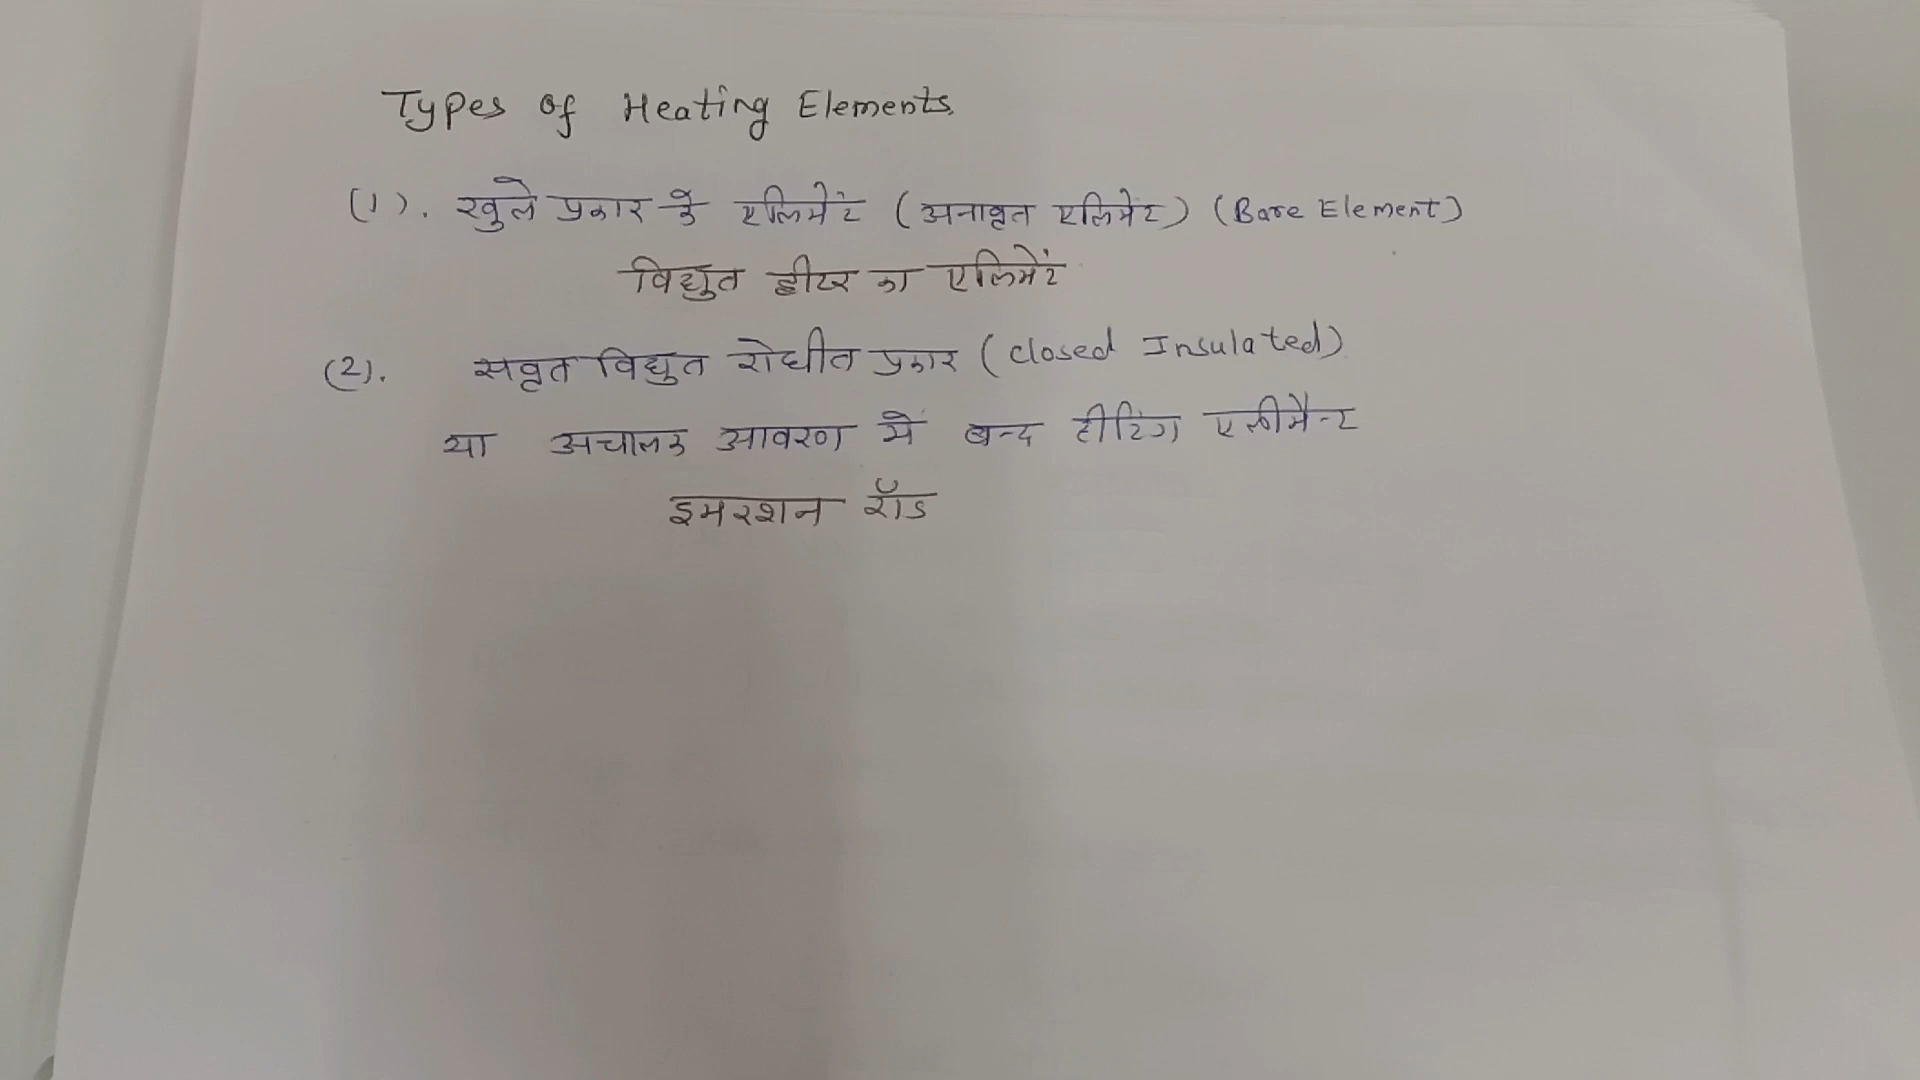 Types of Heating Elements.
(1). खुले प्रकार के एलिमेंट (अनावृत एलिमेंट) (Bare Element)
विद्युत हीटर का एलिमेंट
(2). सवृत विद्युत रोधीत प्रकार (closed Insulated)
या अचालक आवरण में बन्द हीटिंग एलीमैन्ट
इमरशन रॉड